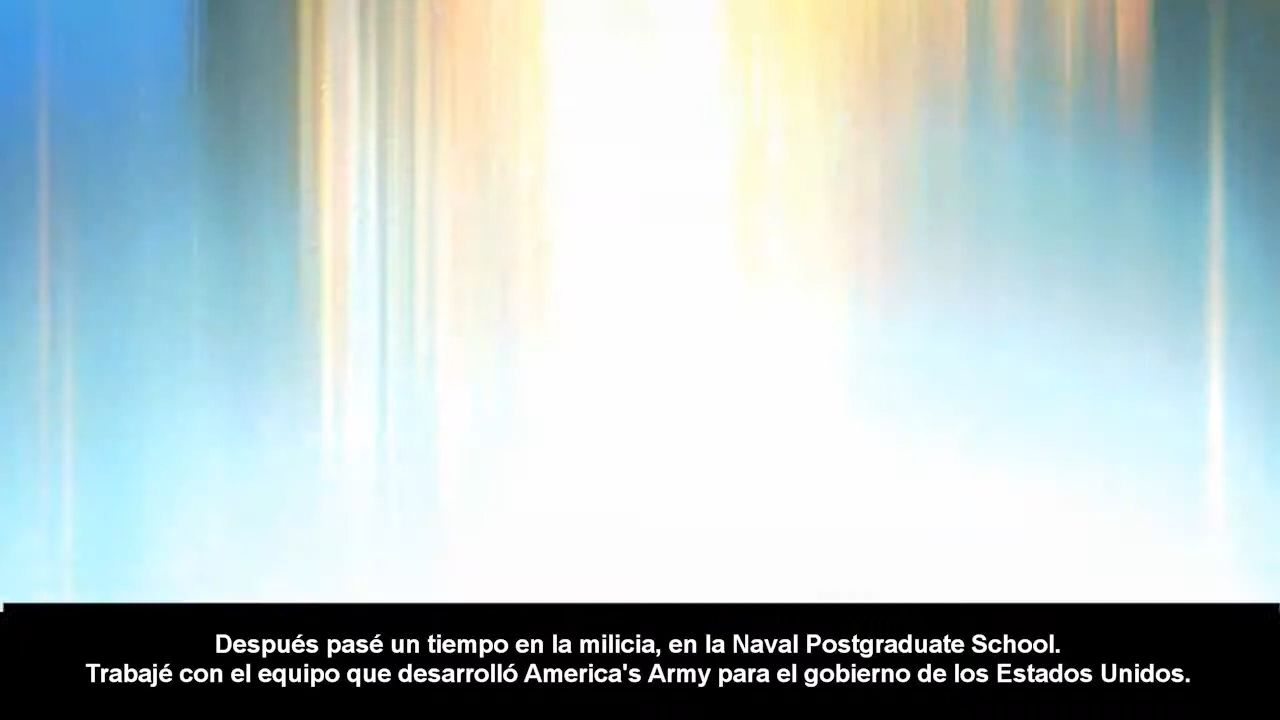 Después pasé un tiempo en la milicia, en la Naval Postgraduate School.
Trabajé con el equipo que desarrolló America's Army para el gobierno de los Estados Unidos.